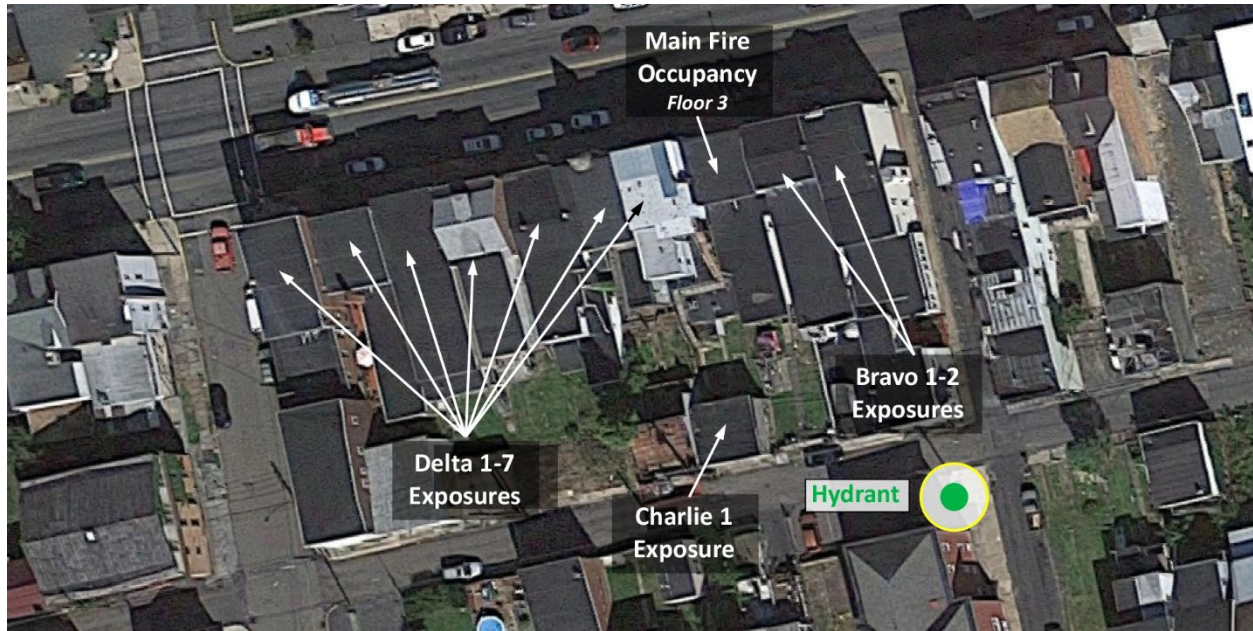 Main Fire
Occupancy
Floor 3
Delta 1-7
Exposures
Charlie 1
Exposure
Bravo 1-2
Exposures
Hydrant